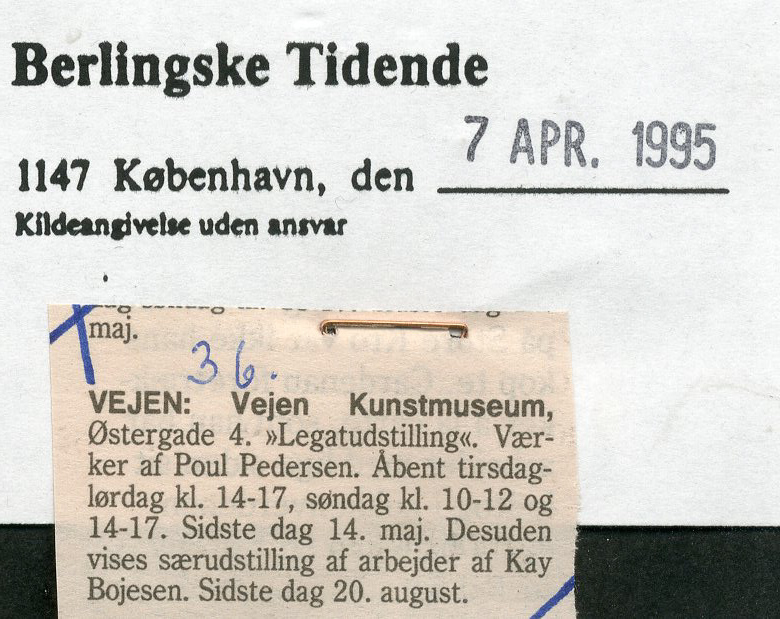 Berlingske Tidende
7 APR. 1995
1147 København, den
Kildeangivelse uden ansvar
maj.
36.
VEJEN: Vejen Kunstmuseum,
Østergade 4. »Legatudstilling«. Vær-
ker af Poul Pedersen. Åbent tirsdag-
lørdag kl. 14-17, søndag kl. 10-12 og
14-17. Sidste dag 14. maj. Desuden
vises særudstilling af arbejder af Kay
Bojesen. Sidste dag 20. august.